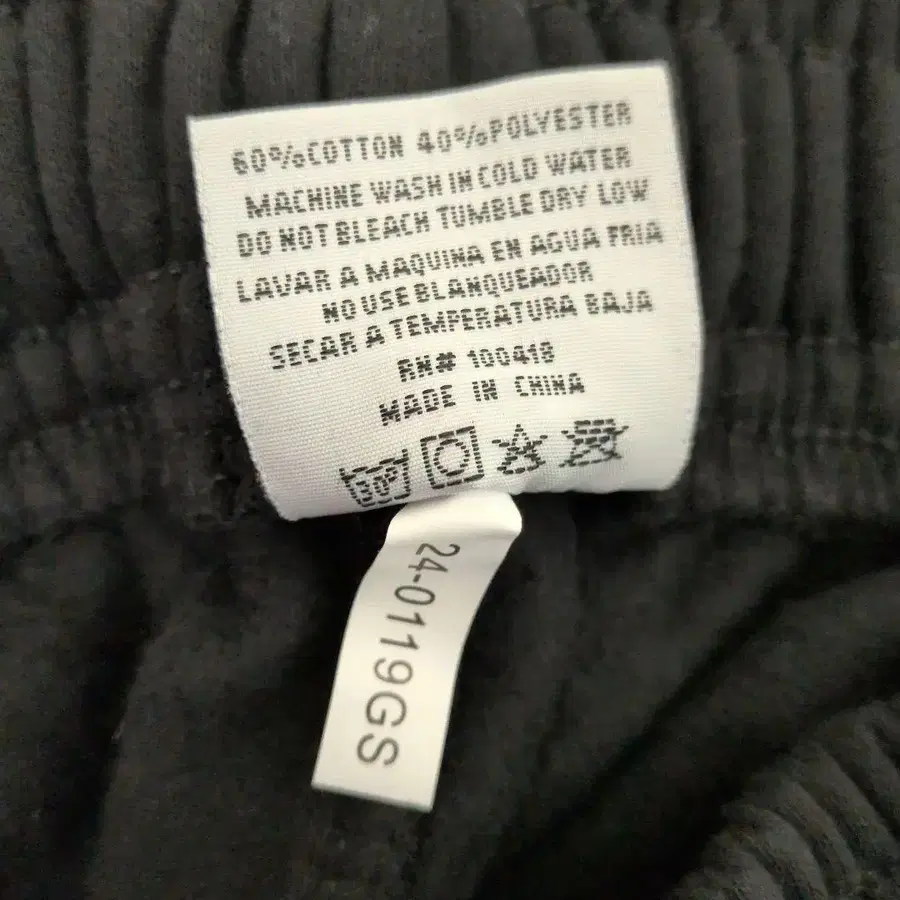 60%COTTON 40%POLYESTER
MACHINE WASH IN COLD WATER
DO NOT BLEACH TUMBLE DRY LOW
LAVAR A MAQUINA EN AGUA FRIA
NO USE BLANQUEADOR
SECAR A TEMPERATURA BAJA
RN# 100418
MADE IN CHINA
30°
24-0119GS